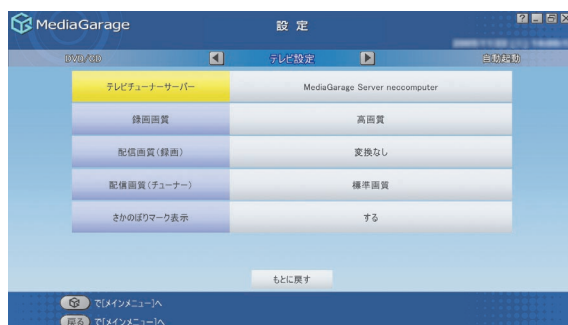 MediaGarage 設 定
DVD/CD テレビ設定 自動起動
テレビチューナーサーバー MediaGarage Server neccomputer
録画画質 高画質
配信画質(録画) 変換なし
配信画質(チューナー) 標準画質
さかのぼりマーク表示 する
もとに戻す
で[メインメニュー]へ
戻る で[メインメニュー]へ